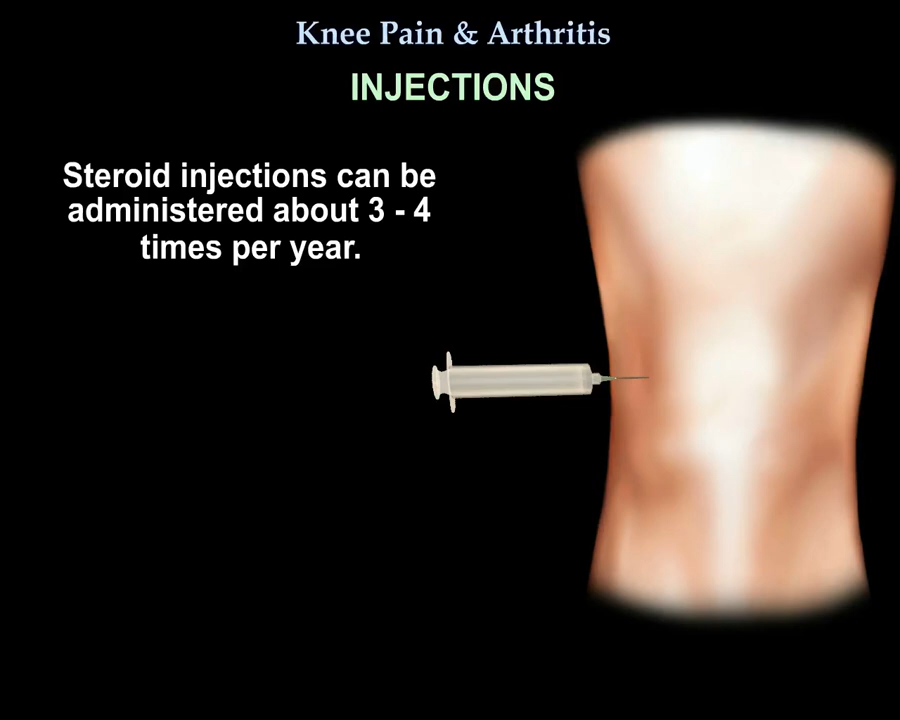 Knee Pain & Arthritis
INJECTIONS
Steroid injections can be
administered about 3 - 4
times per year.